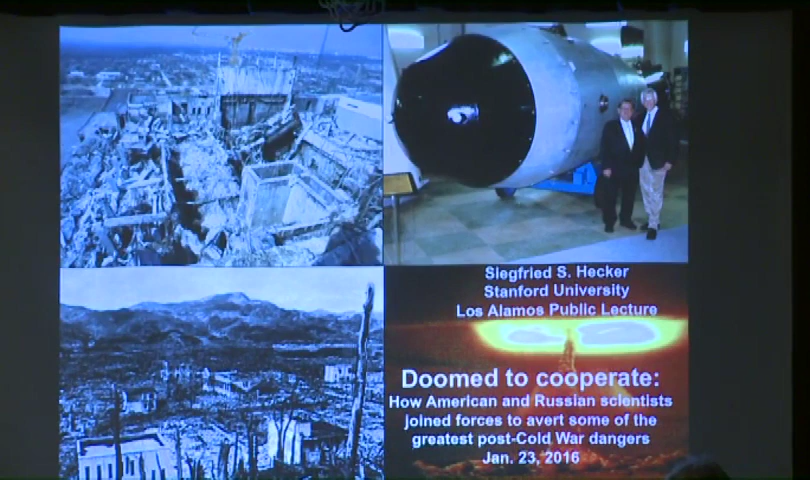 Siegfried S. Hecker
Stanford University
Los Alamos Public Lecture
Doomed to cooperate:
How American and Russian scientists
joined forces to avert some of the
greatest post-Cold War dangers
Jan. 23, 2016